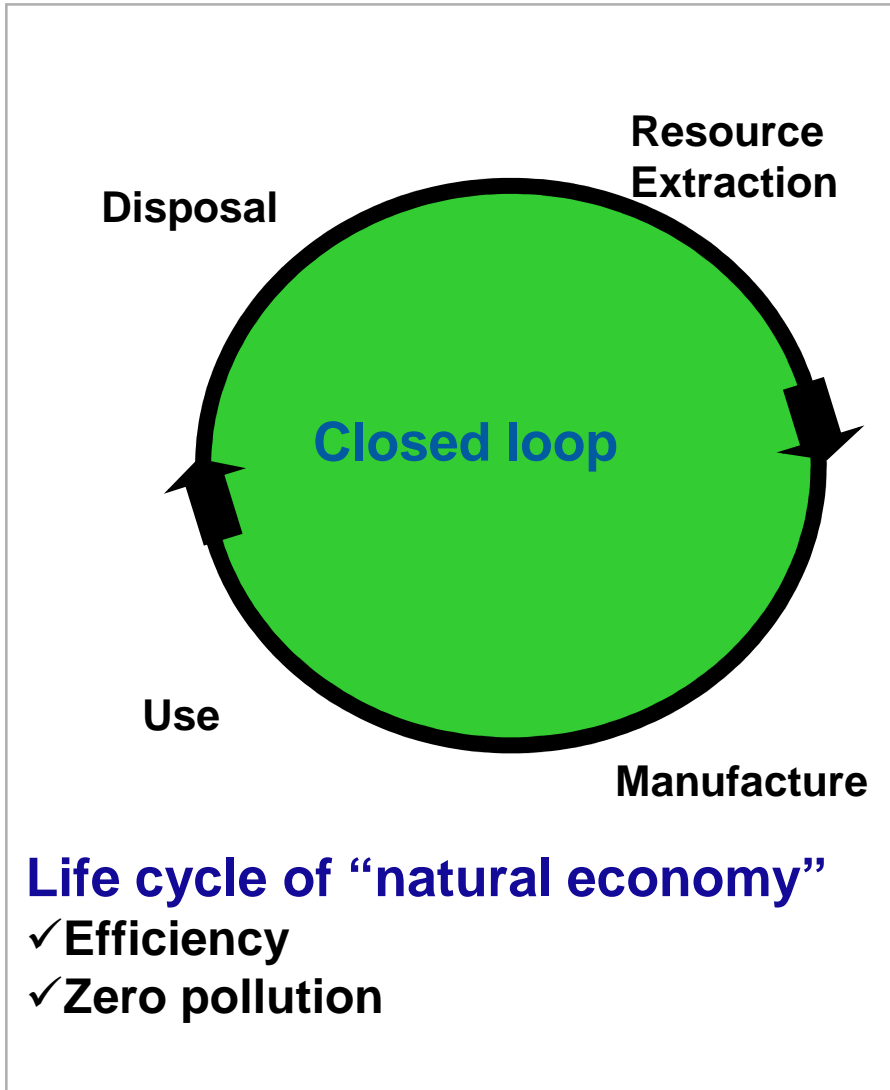 Resource
Extraction
Disposal
Closed loop
Use
Manufacture
Life cycle of “natural economy”
✓Efficiency
✓Zero pollution